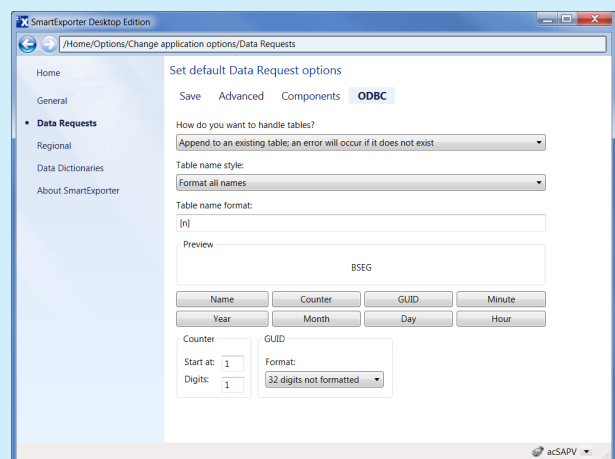 SmartExporter Desktop Edition
/Home/Options/Change application options/Data Requests
Home
General
• Data Requests
Regional
Data Dictionaries
About SmartExporter
Set default Data Request options
Save Advanced Components ODBC
How do you want to handle tables?
Append to an existing table; an error will occur if it does not exist
Table name style:
Format all names
Table name format:
[n]
Preview
BSEG
Name Counter GUID Minute
Year Month Day Hour
Counter
Start at: 1
Digits: 1
GUID
Format:
32 digits not formatted
acSAPV